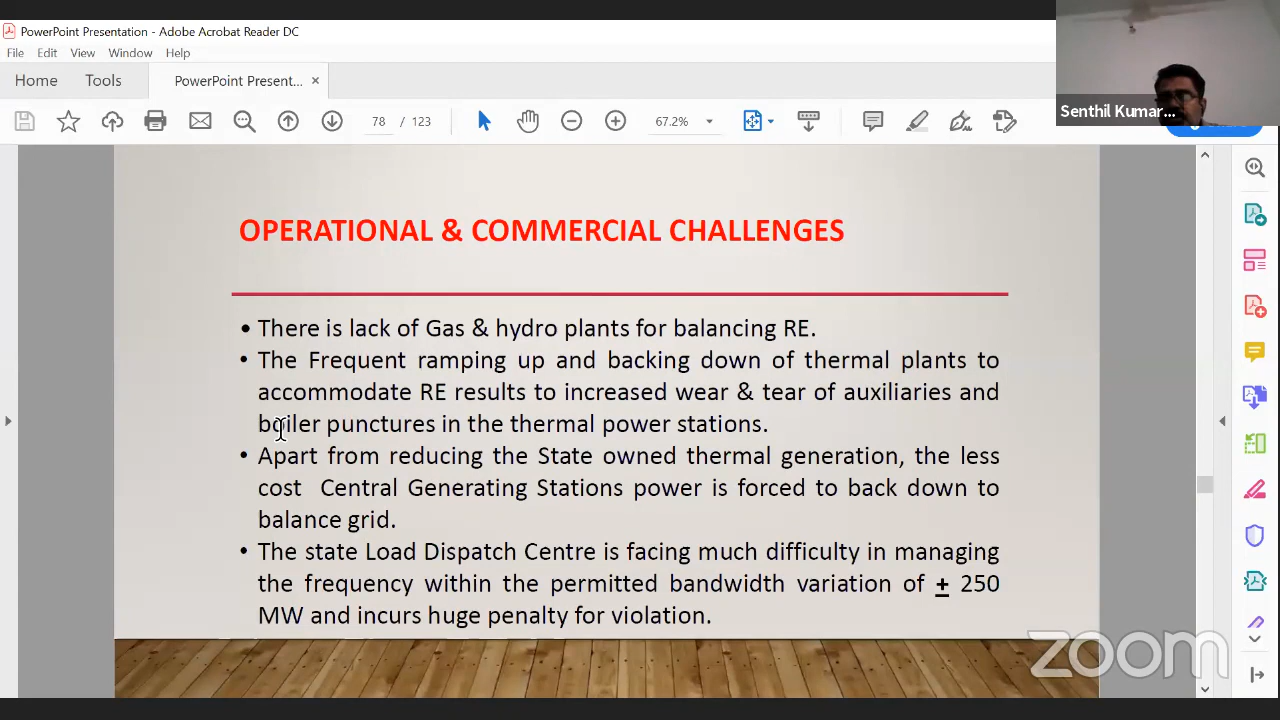 PowerPoint Presentation - Adobe Acrobat Reader DC
File Edit View Window Help
Home Tools PowerPoint Present... ×
78 / 123 67.2%
Senthil Kumar...
OPERATIONAL & COMMERCIAL CHALLENGES
• There is lack of Gas & hydro plants for balancing RE.
• The Frequent ramping up and backing down of thermal plants to
accommodate RE results to increased wear & tear of auxiliaries and
boiler punctures in the thermal power stations.
• Apart from reducing the State owned thermal generation, the less
cost Central Generating Stations power is forced to back down to
balance grid.
• The state Load Dispatch Centre is facing much difficulty in managing
the frequency within the permitted bandwidth variation of ± 250
MW and incurs huge penalty for violation.
zoom